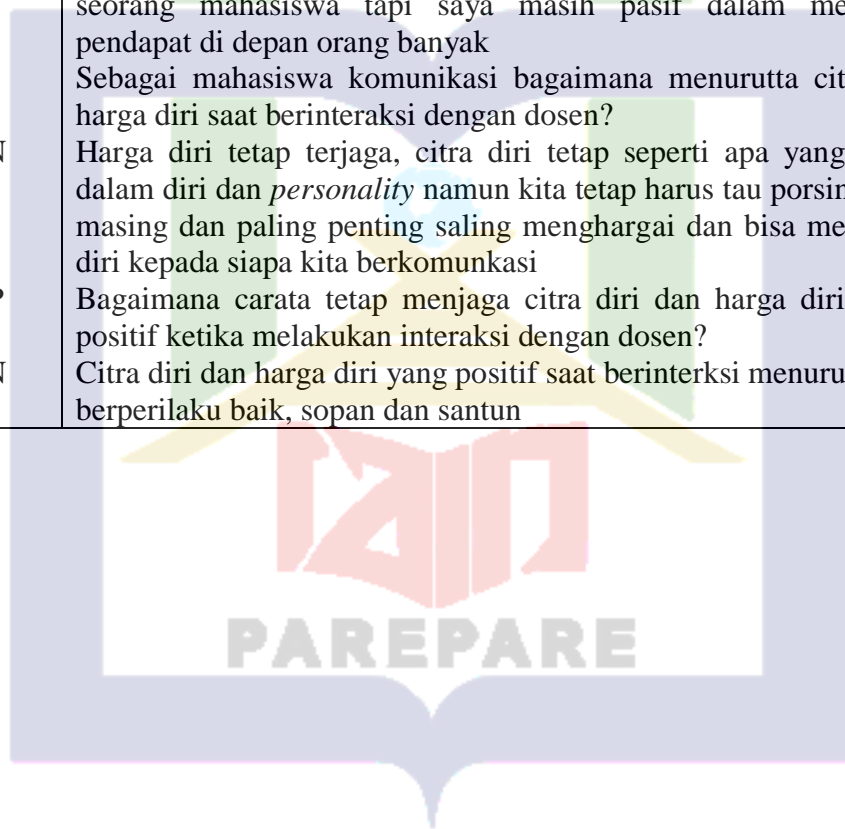 seorang mahasiswa tapi saya masih pasif dalam
pendapat di depan orang banyak
Sebagai mahasiswa komunikasi bagaimana menurutta
harga diri saat berinteraksi dengan dosen?
N Harga diri tetap terjaga, citra diri tetap seperti apa yang
dalam diri dan personality namun kita tetap harus tau
masing dan paling penting saling menghargai dan bisa
diri kepada siapa kita berkomunkasi
Bagaimana carata tetap menjaga citra diri dan harga diri
positif ketika melakukan interaksi dengan dosen?
N Citra diri dan harga diri yang positif saat berinterksi
berperilaku baik, sopan dan santun
iain
PAREPARE